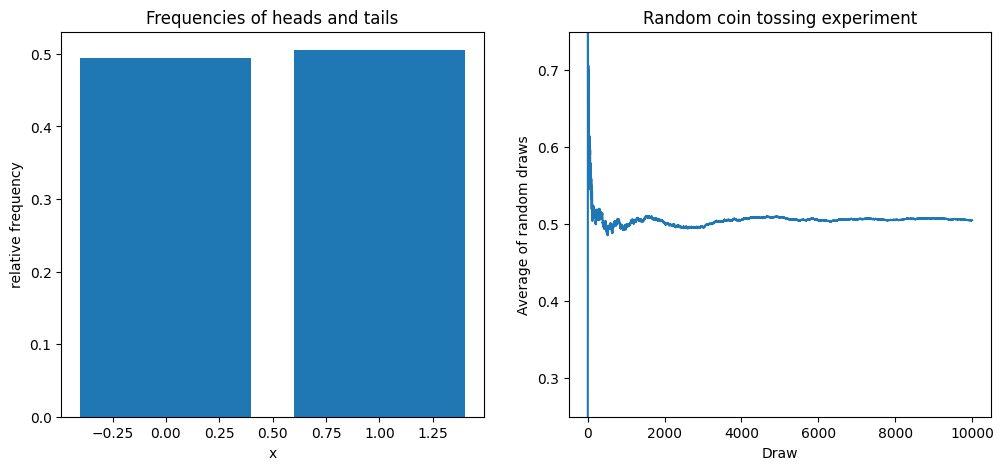 Frequencies of heads and tails
relative frequency
0.5
0.4
0.3
0.2
0.1
0.0
−0.25 0.00 0.25 0.50 0.75 1.00 1.25
x
Random coin tossing experiment
Average of random draws
0.7
0.6
0.5
0.4
0.3
0 2000 4000 6000 8000 10000
Draw